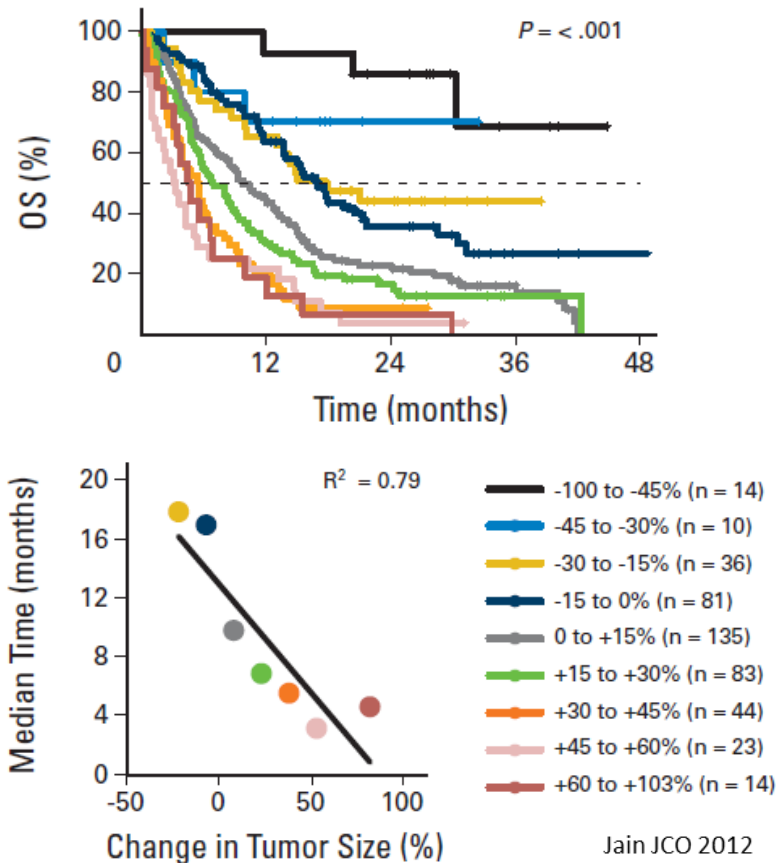 100
80
60
40
20
0
OS (%)
P = < .001
12
24
36
48
Time (months)
20
16
12
8
4
0
Median Time (months)
R² = 0.79
-50
0
50
100
Change in Tumor Size (%)
-100 to -45% (n = 14)
-45 to -30% (n = 10)
-30 to -15% (n = 36)
-15 to 0% (n = 81)
0 to +15% (n = 135)
+15 to +30% (n = 83)
+30 to +45% (n = 44)
+45 to +60% (n = 23)
+60 to +103% (n = 14)
Jain JCO 2012